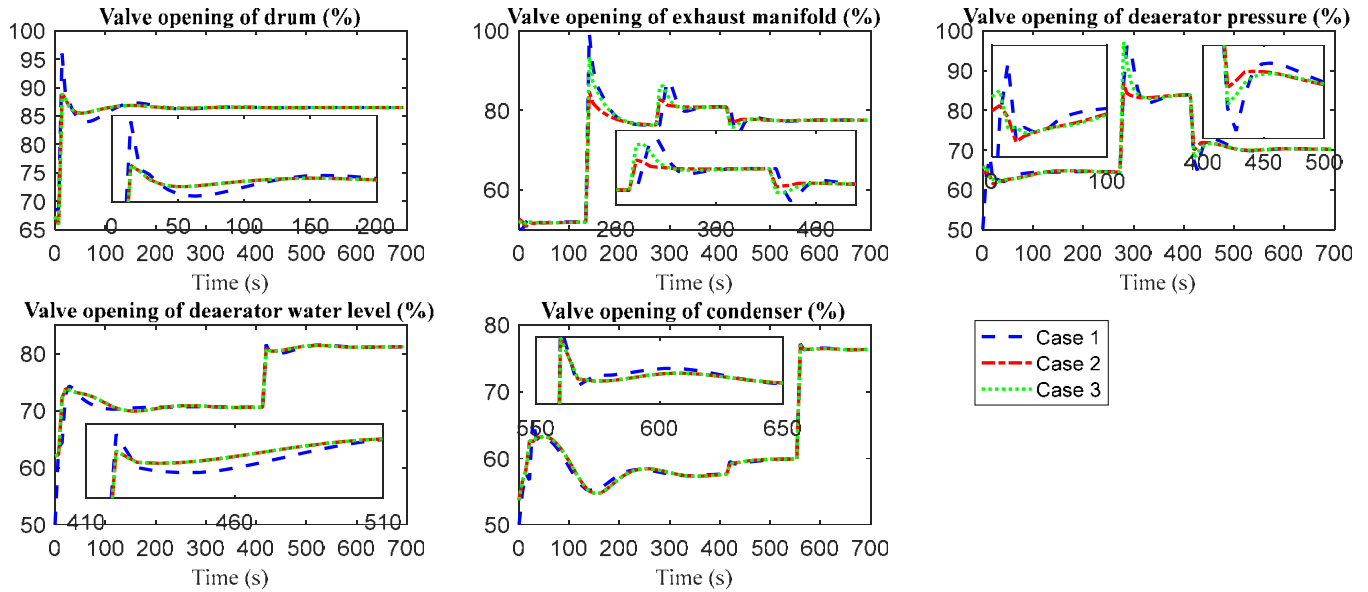 Valve opening of drum (%)
100
95
90
85
80
75
70
65
0 50 100 150 200
0 100 200 300 400 500 600 700
Time (s)
Valve opening of exhaust manifold (%)
100
80
60
260 360 460
0 100 200 300 400 500 600 700
Time (s)
Valve opening of deaerator pressure (%)
100
90
80
70
60
50
0 100
400 450 500
0 100 200 300 400 500 600 700
Time (s)
Valve opening of deaerator water level (%)
80
70
60
50
410 460 510
0 100 200 300 400 500 600 700
Time (s)
Valve opening of condenser (%)
80
70
60
50
550 600 650
0 100 200 300 400 500 600 700
Time (s)
Case 1
Case 2
Case 3